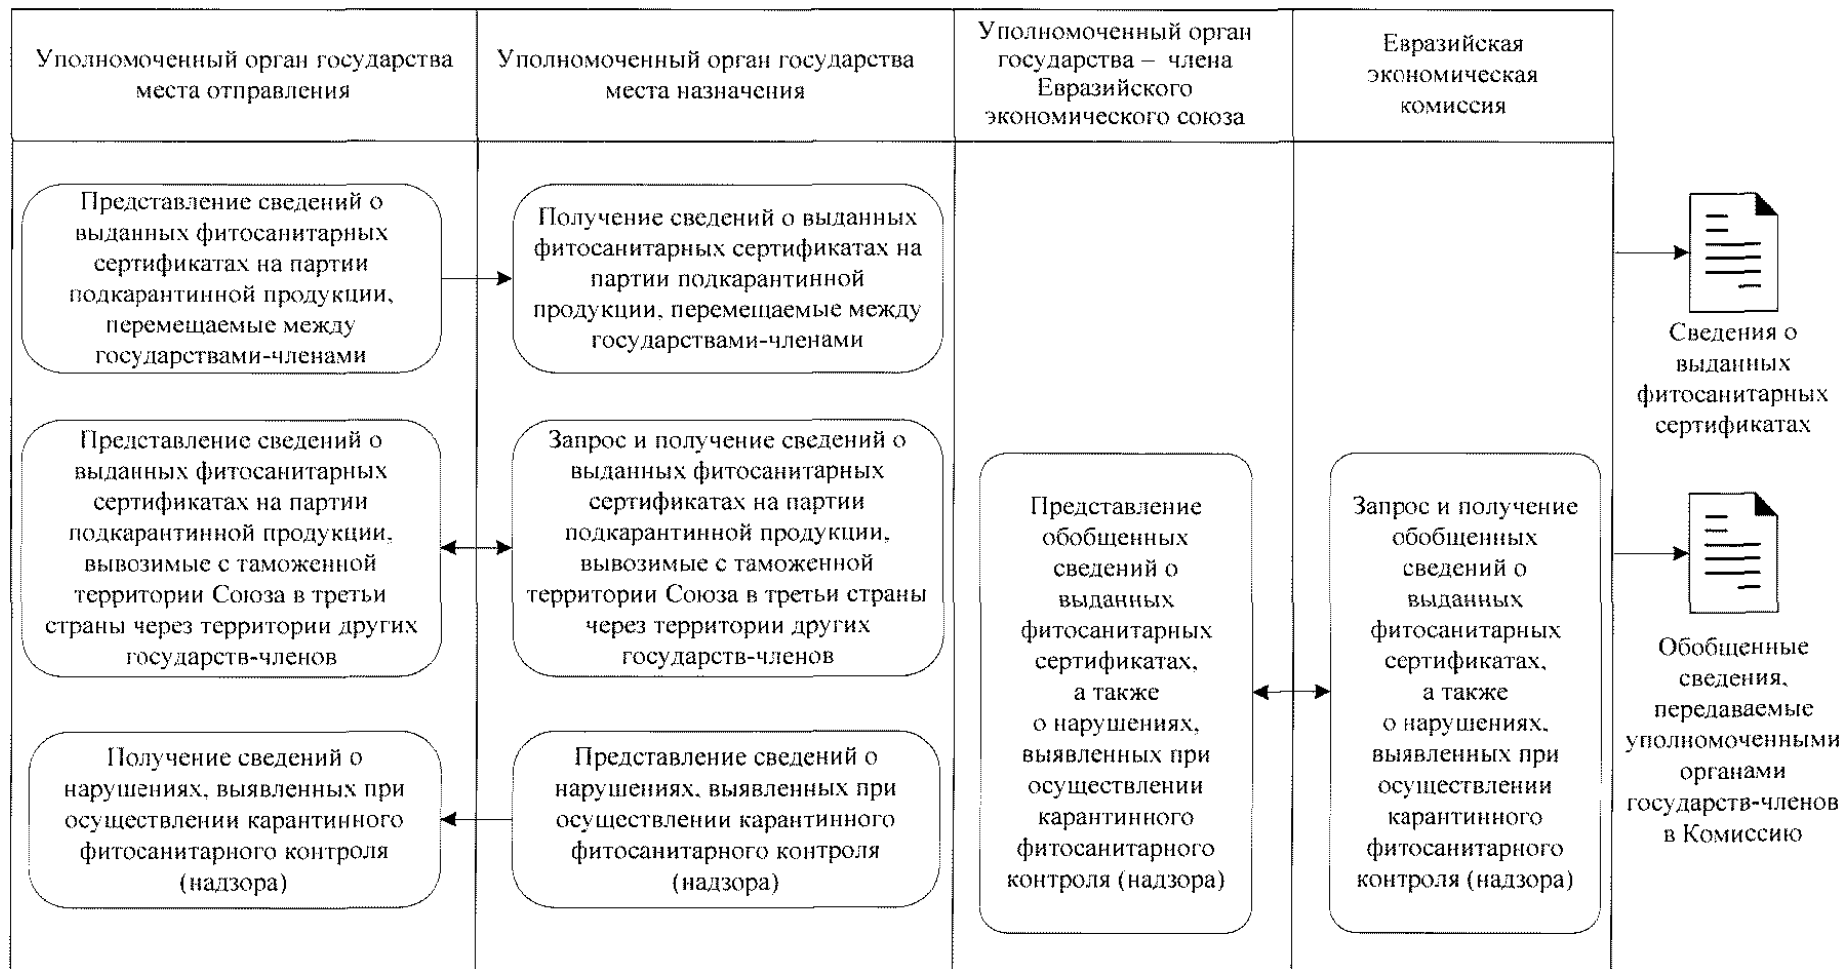 Уполномоченный орган государства
места отправления
Уполномоченный орган государства
места назначения
Уполномоченный орган
государства – члена
Евразийского
экономического союза
Евразийская
экономическая
комиссия
Представление сведений о
выданных фитосанитарных
сертификатах на партии
подкарантинной продукции,
перемещаемые между
государствами-членами
Получение сведений о выданных
фитосанитарных сертификатах на
партии подкарантинной
продукции, перемещаемые между
государствами-членами
Сведения о
выданных
фитосанитарных
сертификатах
Представление сведений о
выданных фитосанитарных
сертификатах на партии
подкарантинной продукции,
вывозимые с таможенной
территории Союза в третьи
страны через территории других
государств-членов
Запрос и получение сведений о
выданных фитосанитарных
сертификатах на партии
подкарантинной продукции,
вывозимые с таможенной
территории Союза в третьи страны
через территории других
государств-членов
Представление
обобщенных
сведений о
выданных
фитосанитарных
сертификатах,
а также
о нарушениях,
выявленных при
осуществлении
карантинного
фитосанитарного
контроля (надзора)
Запрос и получение
обобщенных
сведений о
выданных
фитосанитарных
сертификатах,
а также
о нарушениях,
выявленных при
осуществлении
карантинного
фитосанитарного
контроля (надзора)
Обобщенные
сведения,
передаваемые
уполномоченными
органами
государств-членов
в Комиссию
Получение сведений о
нарушениях, выявленных при
осуществлении карантинного
фитосанитарного контроля
(надзора)
Представление сведений о
нарушениях, выявленных при
осуществлении карантинного
фитосанитарного контроля
(надзора)